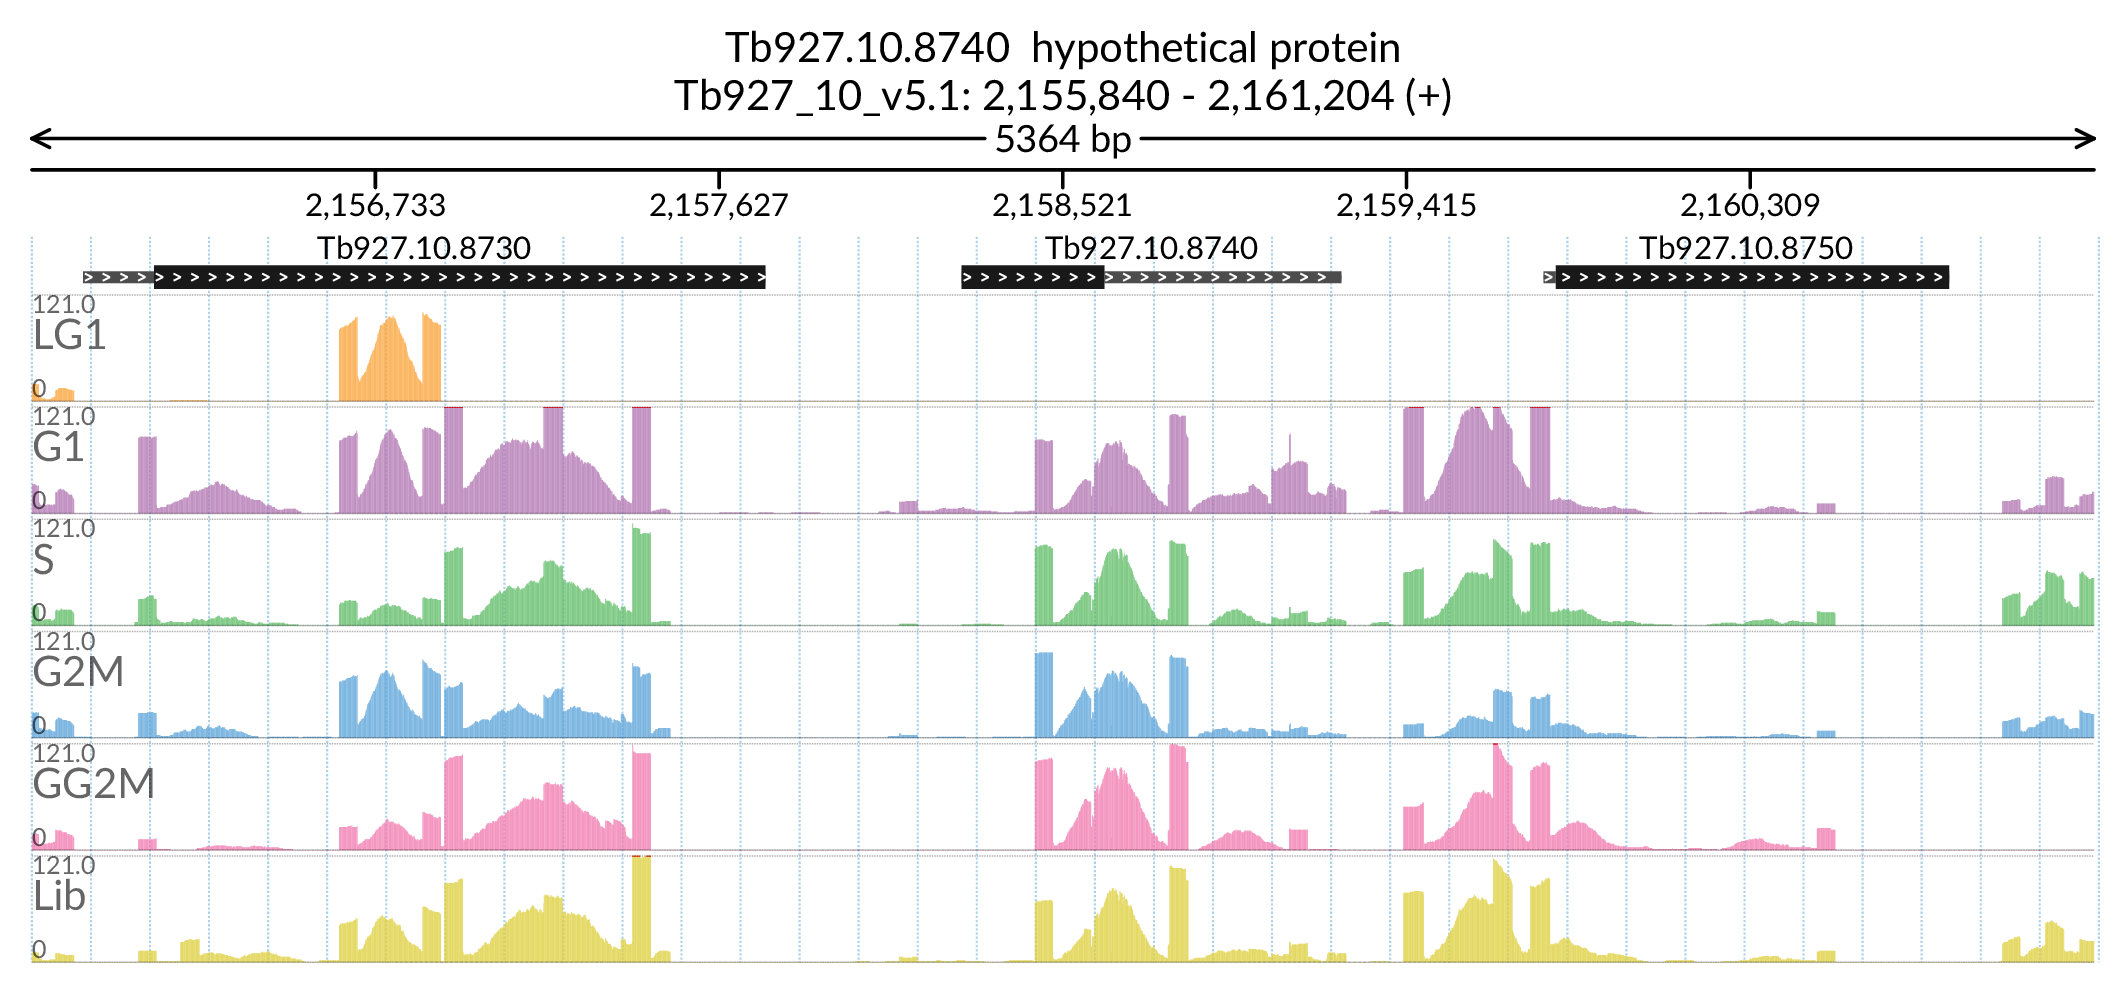 Tb927.10.8740 hypothetical protein
Tb927_10_v5.1: 2,155,840 - 2,161,204 (+)
5364 bp
2,156,733 2,157,627 2,158,521 2,159,415 2,160,309
Tb927.10.8730 Tb927.10.8740 Tb927.10.8750
121.0
LG1
0
121.0
G1
0
121.0
S
0
121.0
G2M
0
121.0
GG2M
0
121.0
Lib
0